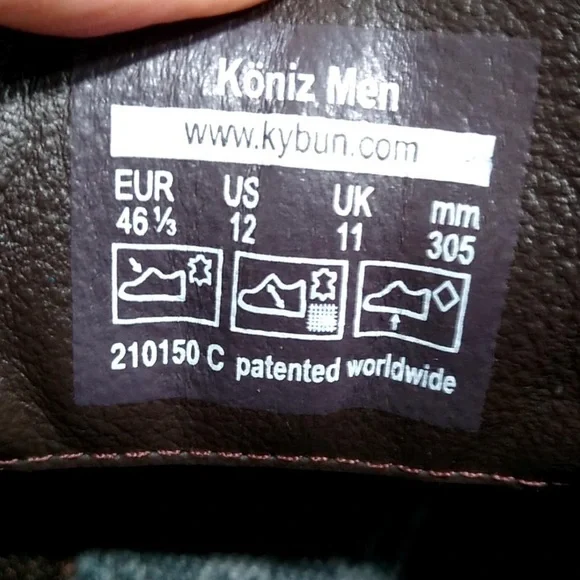 Köniz Men
www.kybun.com
EUR US UK mm
46 ⅓ 12 11 305
210150 C patented worldwide